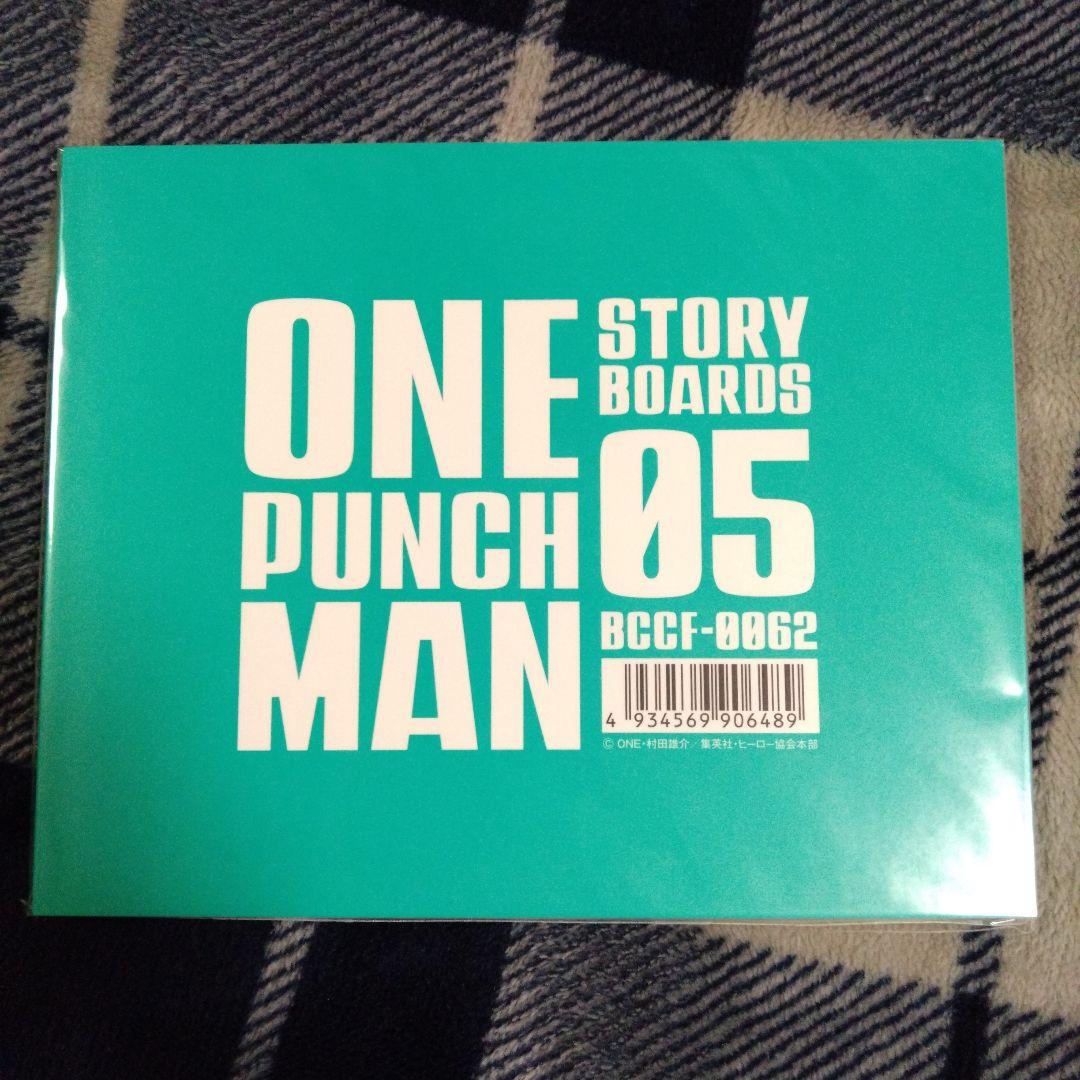 ONE
PUNCH
MAN
STORY
BOARDS
05
BCCF-0062
4 934569 906489
© ONE・村田雄介／集英社・ヒーロー協会本部